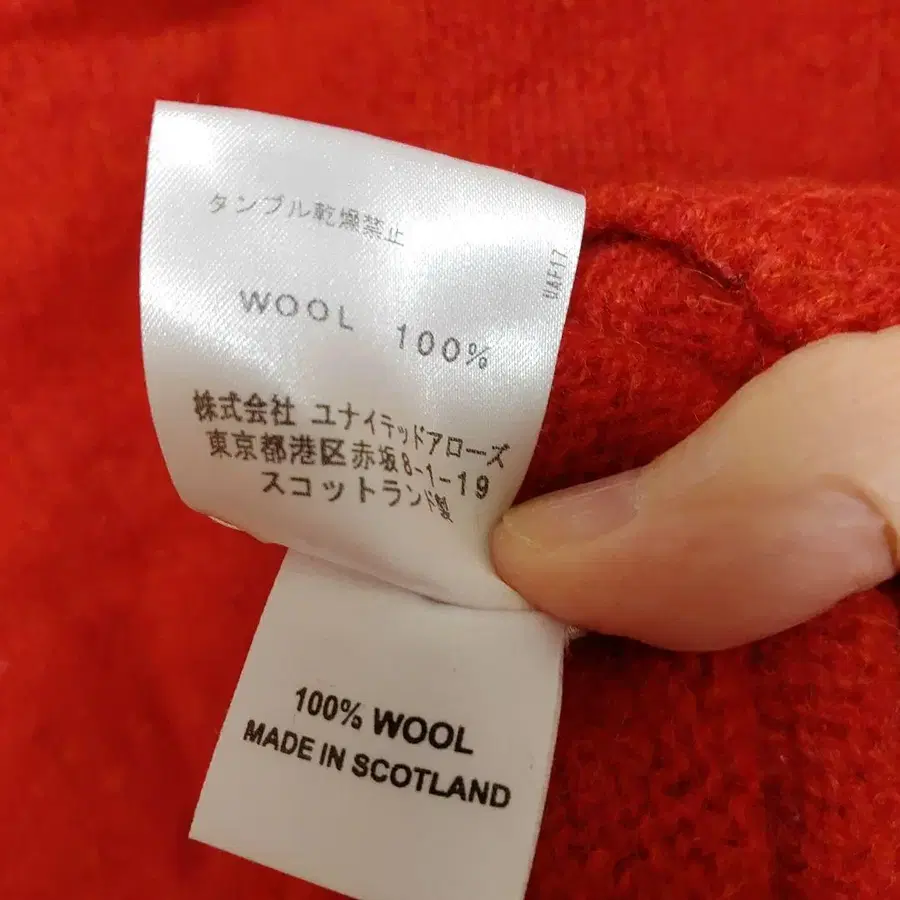 タンブル乾燥禁止
UAF17
WOOL 100%
株式会社 ユナイテッドアローズ
東京都港区赤坂8-1-19
スコットランド製
100% WOOL
MADE IN SCOTLAND